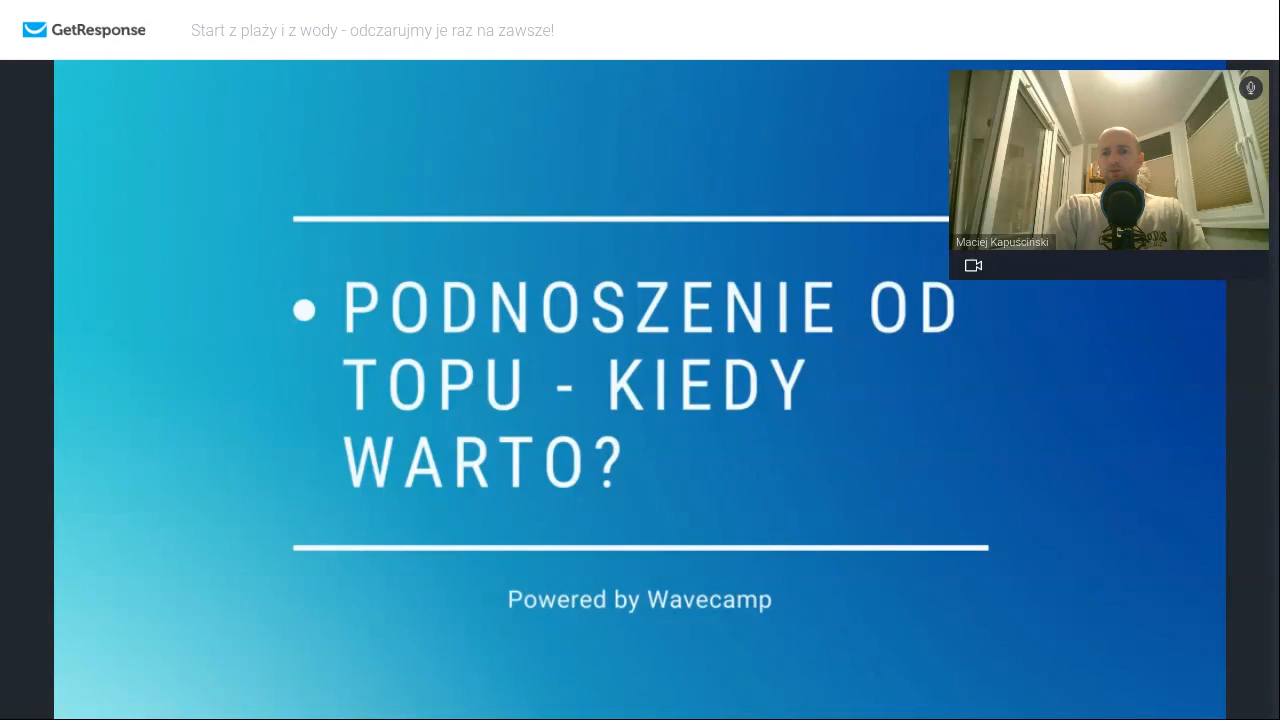 GetResponse
Start z plaży i z wody - odczarujmy je raz na zawsze!
Maciej Kapuściński
• PODNOSZENIE OD
TOPU - KIEDY
WARTO?
Powered by Wavecamp